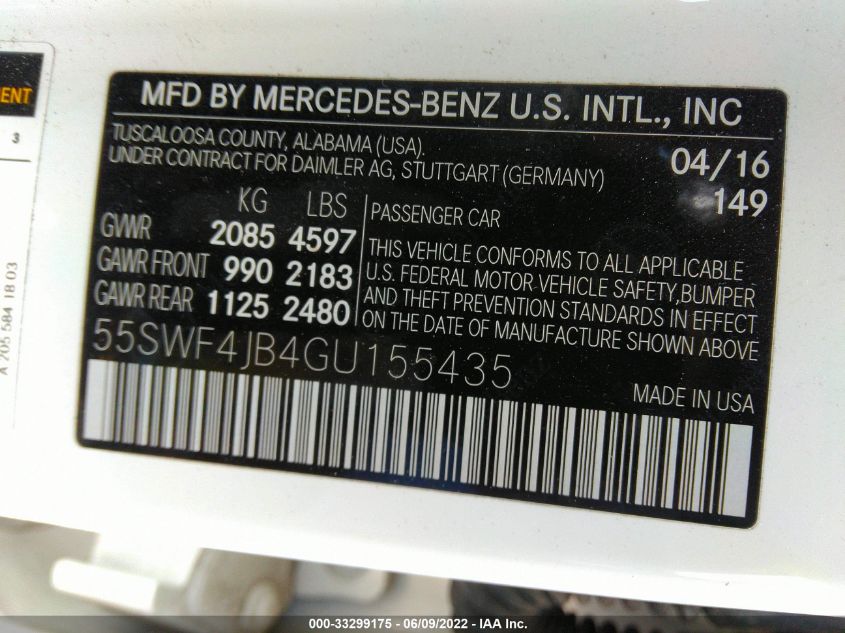 MFD BY MERCEDES-BENZ U.S. INTL., INC
TUSCALOOSA COUNTY, ALABAMA (USA).
UNDER CONTRACT FOR DAIMLER AG, STUTTGART (GERMANY)
04/16
149
KG LBS
GVWR 2085 4597
GAWR FRONT 990 2183
GAWR REAR 1125 2480
PASSENGER CAR
THIS VEHICLE CONFORMS TO ALL APPLICABLE
U.S. FEDERAL MOTOR VEHICLE SAFETY,BUMPER
AND THEFT PREVENTION STANDARDS IN EFFECT
ON THE DATE OF MANUFACTURE SHOWN ABOVE
55SWF4JB4GU155435
MADE IN USA
3
A 205 584 18 03
000-33299175 - 06/09/2022 - IAA Inc.